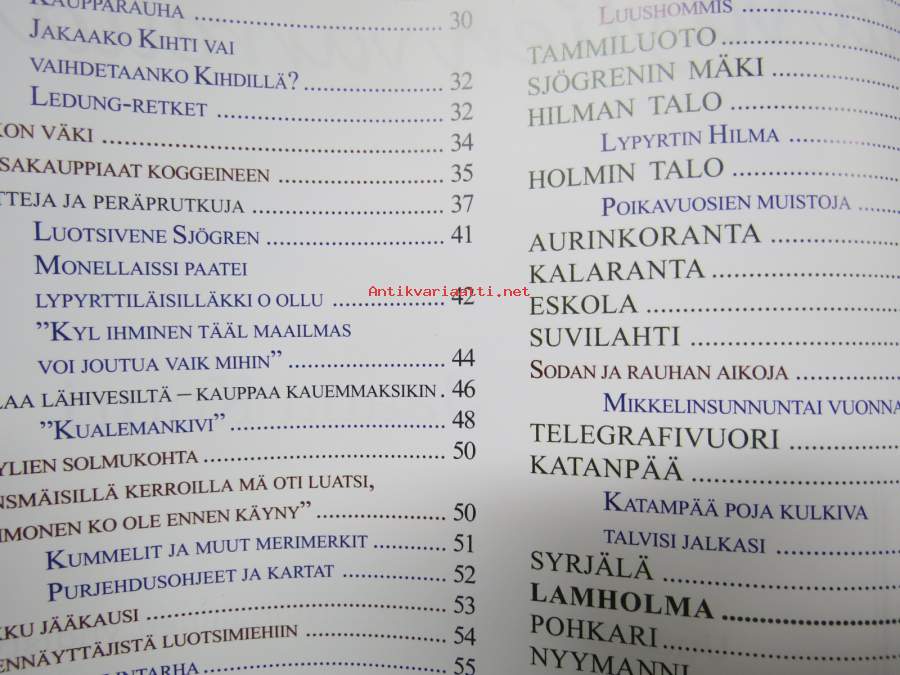 KAUPPARAUHA 30
JAKAAKO KIHTI VAI
VAIHDETAANKO KIHDILLÄ? 32
LEDUNG-RETKET 32
KON VÄKI 34
SAKAUPPIAAT KOGGEINEEN 35
TTEJA JA PERÄPRUTKUJA 37
LUOTSIVENE SJÖGREN 41
MONELLAISSI PAATEI
LYPYRTTILÄISILLÄKKI O OLLU 42
”KYL IHMINEN TÄÄL MAAILMAS
VOI JOUTUA VAIK MIHIN” 44
LAA LÄHIVESILTÄ – KAUPPAA KAUEMMAKSIKIN 46
”KUALEMANKIVI” 48
YLIEN SOLMUKOHTA 50
NSMÄISILLÄ KERROILLA MÄ OTI LUATSI,
IMONEN KO OLE ENNEN KÄYNY” 50
KUMMELIT JA MUUT MERIMERKIT 51
PURJEHDUSOHJEET JA KARTAT 52
KKU JÄÄKAUSI 53
ENNÄYTTÄJISTÄ LUOTSIMIEHIIN 54
NTARHA 55
LUUSHOMMIS
TAMMILUOTO
SJÖGRENIN MÄKI
HILMAN TALO
LYPYRTIN HILMA
HOLMIN TALO
POIKAVUOSIEN MUISTOJA
AURINKORANTA
KALARANTA
ESKOLA
SUVILAHTI
SODAN JA RAUHAN AIKOJA
MIKKELINSUNNUNTAI VUONNA
TELEGRAFIVUORI
KATANPÄÄ
KATAMPÄÄ POJA KULKIVA
TALVISI JALKASI
SYRJÄLÄ
LAMHOLMA
POHKARI
NYYMANNI
Antikvariaatti.net